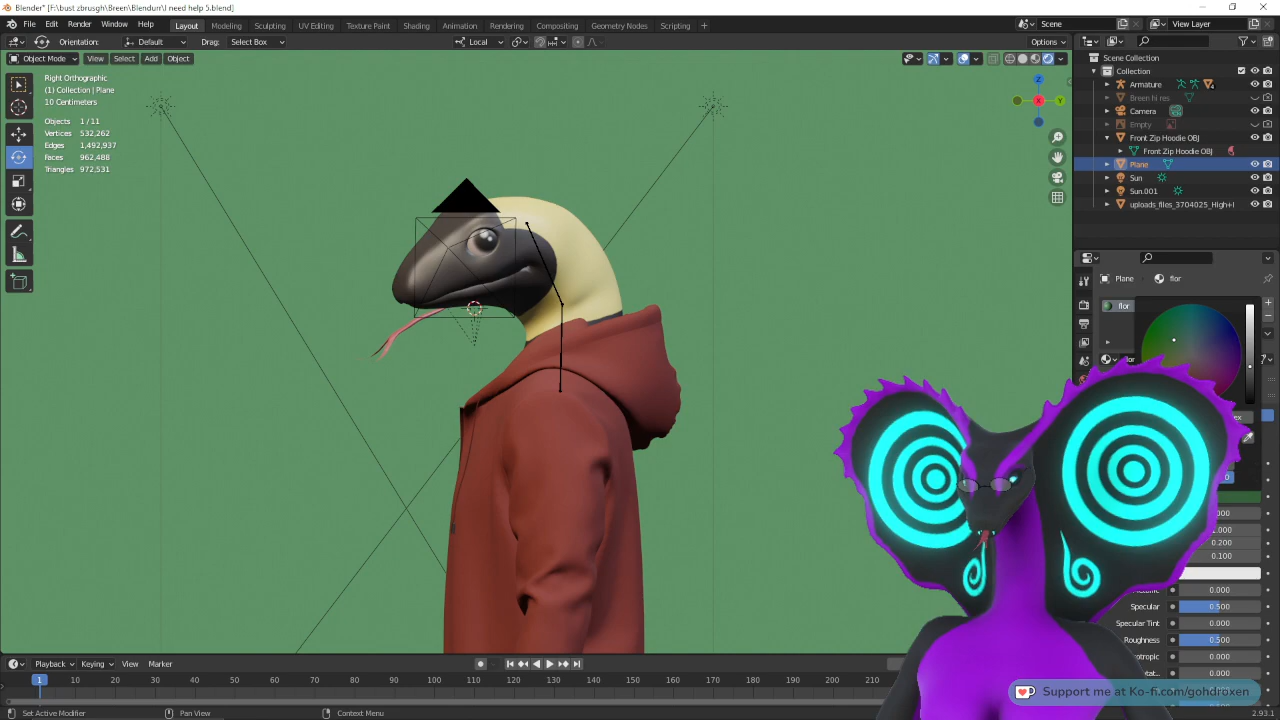 Blender* [F:\bust zbrusgh\Breen\Blendurr\I need help 5.blend]
File Edit Render Window Help Layout Modeling Sculpting UV Editing Texture Paint Shading Animation Rendering Compositing Geometry Nodes Scripting + Scene View Layer
Orientation: Default Drag: Select Box Local Options
Object Mode View Select Add Object
Right Orthographic
(1) Collection | Plane
10 Centimeters
Objects 1/11
Vertices 532,262
Edges 1,492,937
Faces 962,488
Triangles 972,531
Z
X
Y
Scene Collection
Collection
Armature
Breen hi res
Camera
Empty
Front Zip Hoodie OBJ
Front Zip Hoodie OBJ
Plane
Sun
Sun.001
uploads_files_3704025_High+I
Plane > flor
flor
0.200
0.100
0.000
Specular 0.500
Specular Tint 0.000
Roughness 0.500
0.000
0.000
Playback Keying View Marker
1 10 20 30 40 50 60 70 80 90 100 110 120 130 140 150 160 170 180 190 200 210
Support me at Ko-fi.com/gohdroxen
Set Active Modifier Pan View Context Menu 2.93.1